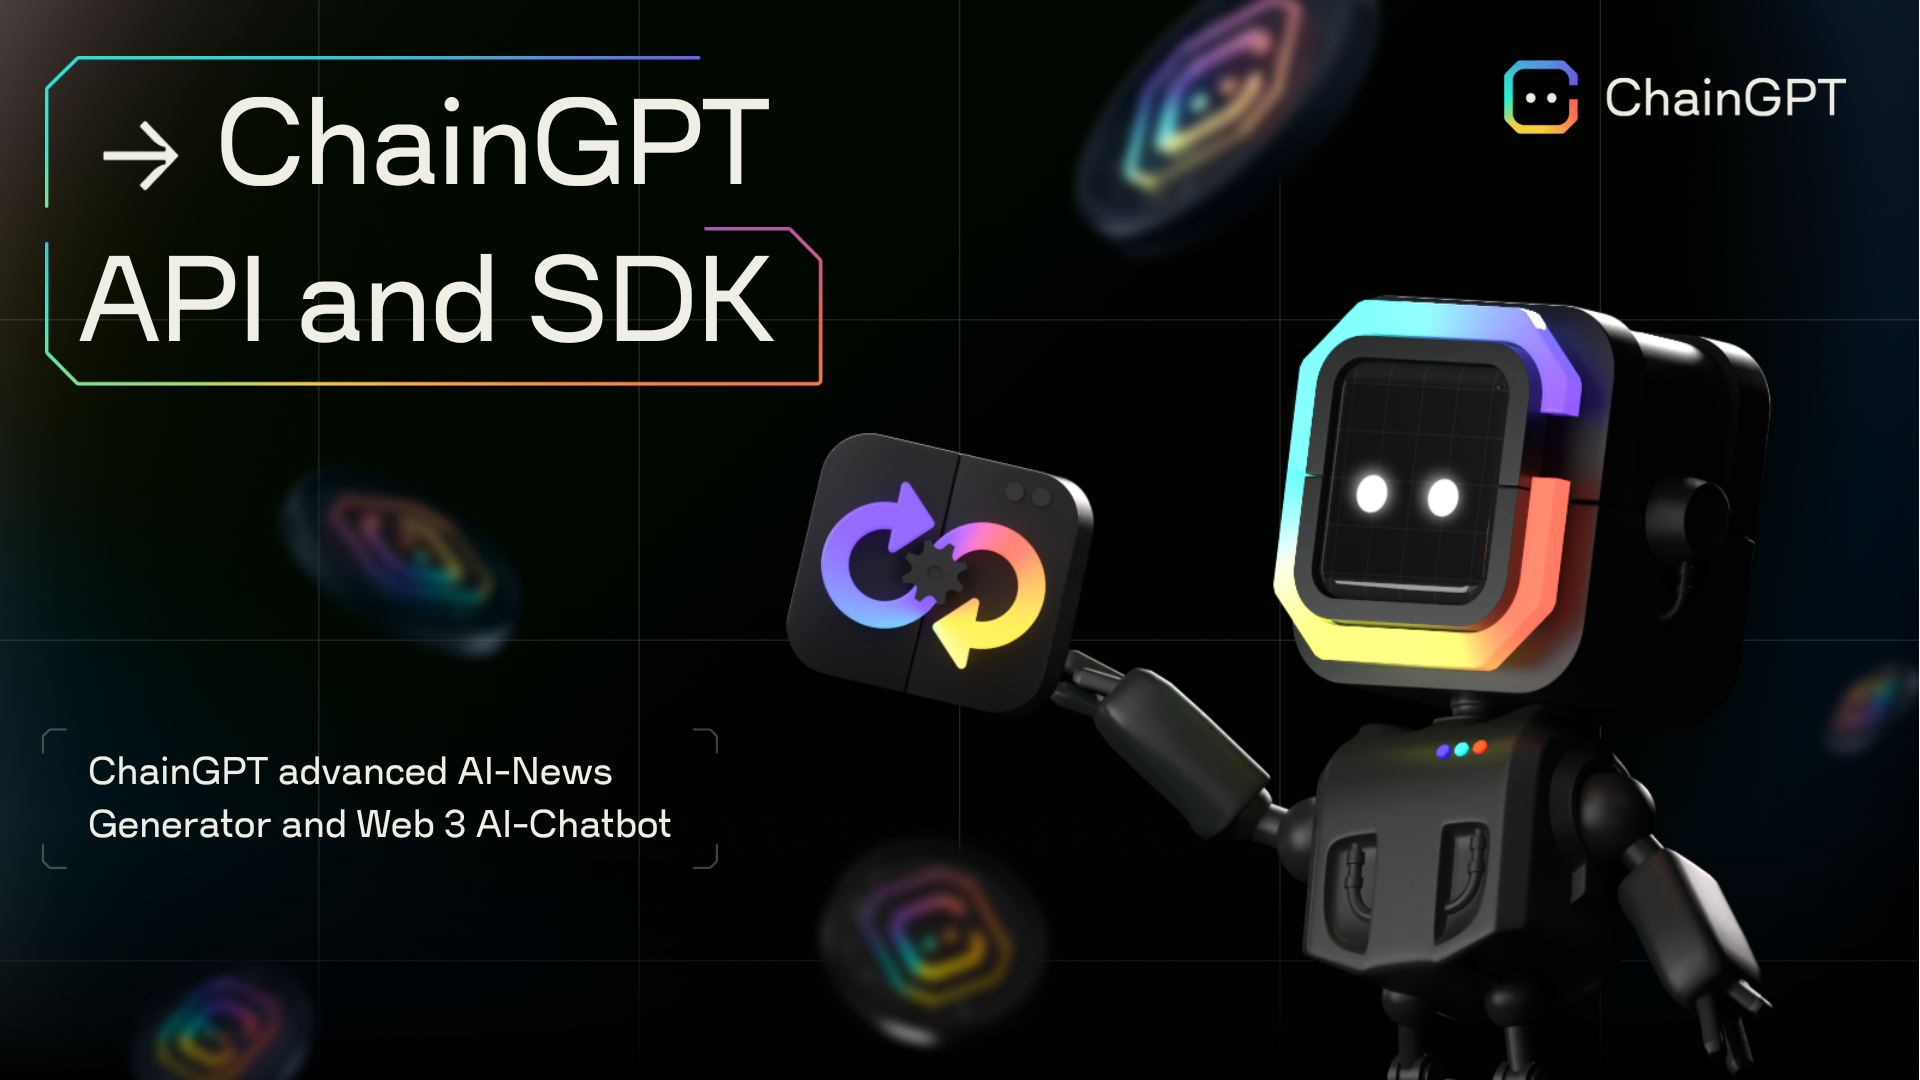 → ChainGPT
API and SDK
ChainGPT
ChainGPT advanced AI-News
Generator and Web 3 AI-Chatbot